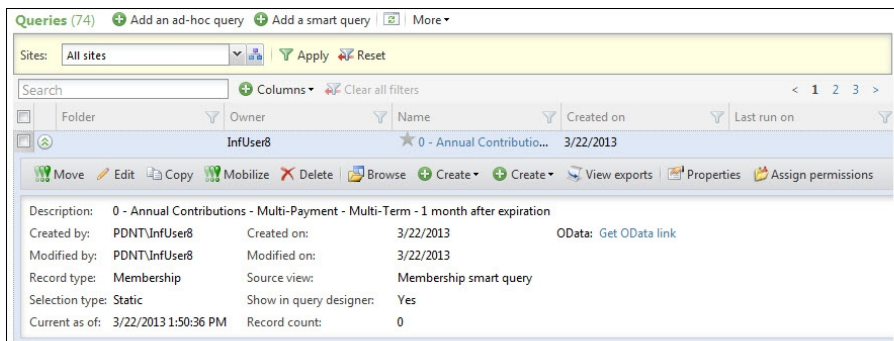 Queries (74) Add an ad-hoc query Add a smart query More
Sites: All sites Apply Reset
Search Columns Clear all filters < 1 2 3 >
Folder Owner Name Created on Last run on
InfUser8 0 - Annual Contributio... 3/22/2013
Move Edit Copy Mobilize Delete Browse Create Create View exports Properties Assign permissions
Description: 0 - Annual Contributions - Multi-Payment - Multi-Term - 1 month after expiration
Created by: PDNT\InfUser8 Created on: 3/22/2013 OData: Get OData link
Modified by: PDNT\InfUser8 Modified on: 3/22/2013
Record type: Membership Source view: Membership smart query
Selection type: Static Show in query designer: Yes
Current as of: 3/22/2013 1:50:36 PM Record count: 0